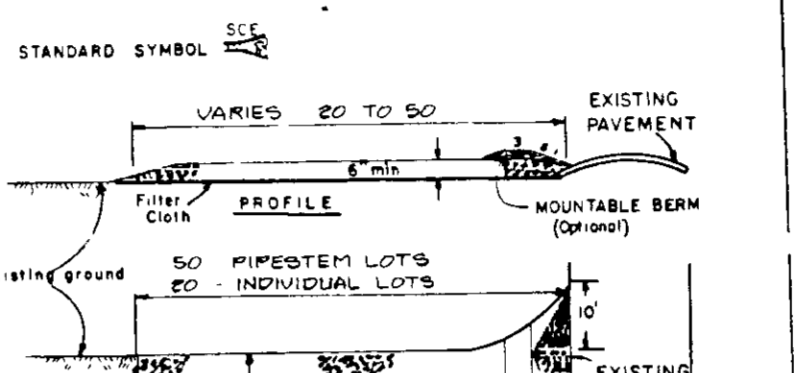 SCE
STANDARD SYMBOL
VARIES 20 TO 50
EXISTING
PAVEMENT
3
6" min
Filter
Cloth
PROFILE
MOUNTABLE BERM
(Optional)
50 PIPESTEM LOTS
isting ground
20 - INDIVIDUAL LOTS
10'
EXISTING